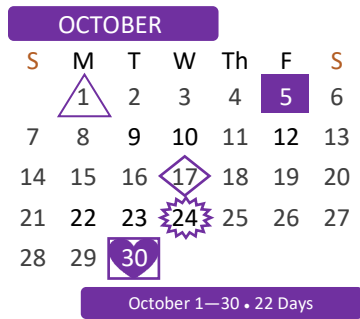 OCTOBER
S M T W Th F S
1 2 3 4 5 6
7 8 9 10 11 12 13
14 15 16 17 18 19 20
21 22 23 24 25 26 27
28 29 30
October 1—30 • 22 Days